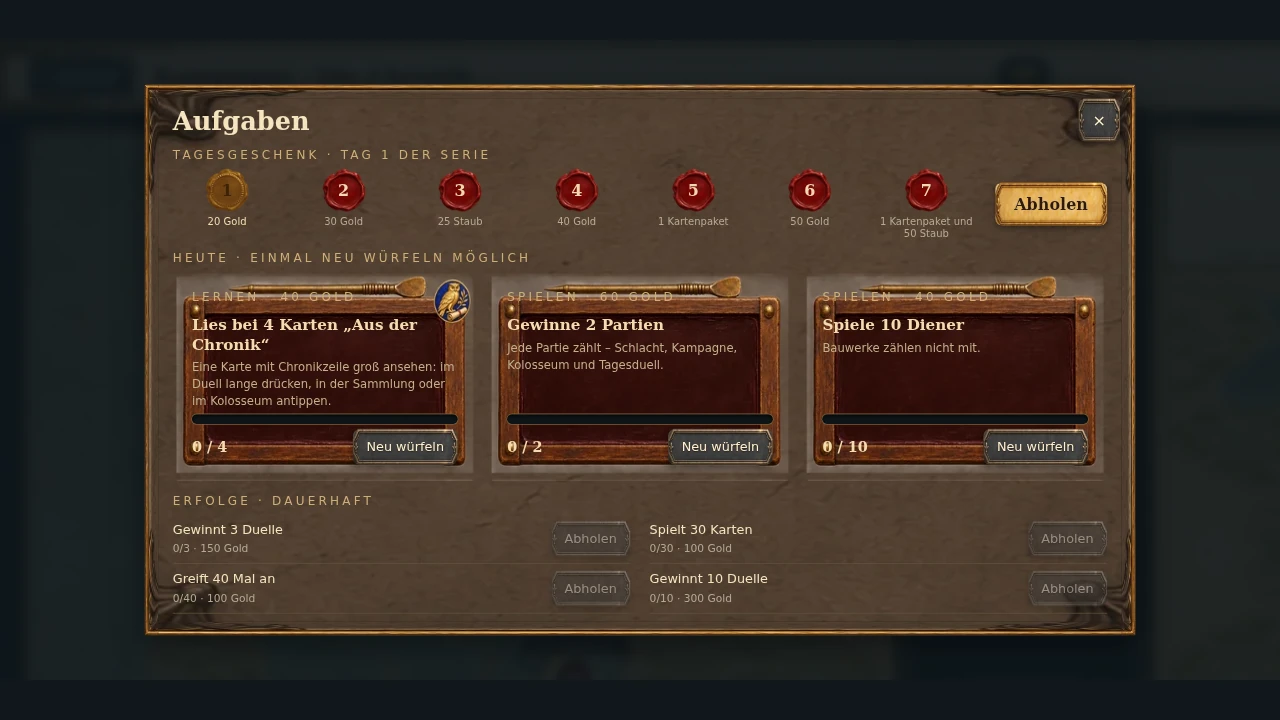 Aufgaben
×
TAGESGESCHENK · TAG 1 DER SERIE
1 2 3 4 5 6 7
20 Gold 30 Gold 25 Staub 40 Gold 1 Kartenpaket 50 Gold 1 Kartenpaket und
50 Staub
Abholen
HEUTE · EINMAL NEU WÜRFELN MÖGLICH
LERNEN · 40 GOLD
Lies bei 4 Karten „Aus der
Chronik“
Eine Karte mit Chronikzeile groß ansehen: im
Duell lange drücken, in der Sammlung oder
im Kolosseum antippen.
0 / 4
Neu würfeln
SPIELEN · 60 GOLD
Gewinne 2 Partien
Jede Partie zählt – Schlacht, Kampagne,
Kolosseum und Tagesduell.
0 / 2
Neu würfeln
SPIELEN · 40 GOLD
Spiele 10 Diener
Bauwerke zählen nicht mit.
0 / 10
Neu würfeln
ERFOLGE · DAUERHAFT
Gewinnt 3 Duelle
0/3 · 150 Gold
Abholen
Spielt 30 Karten
0/30 · 100 Gold
Abholen
Greift 40 Mal an
0/40 · 100 Gold
Abholen
Gewinnt 10 Duelle
0/10 · 300 Gold
Abholen